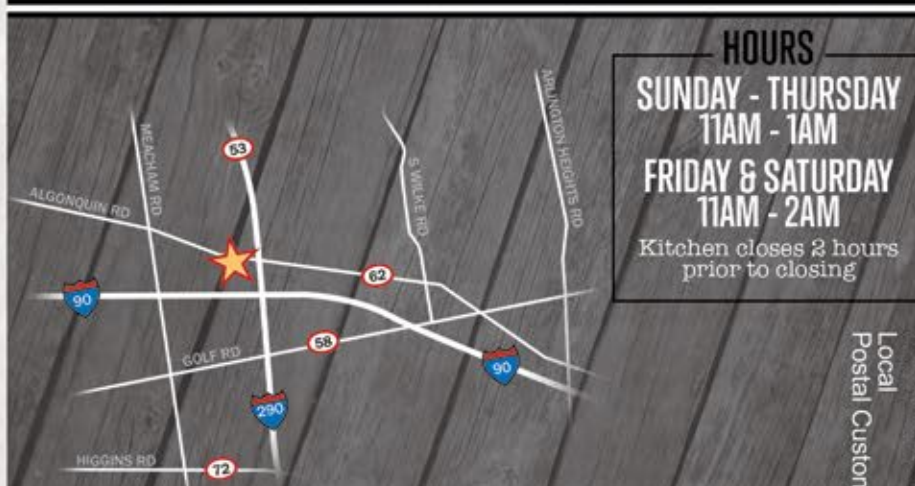 HOURS
SUNDAY - THURSDAY
11AM - 1AM
FRIDAY & SATURDAY
11AM - 2AM
Kitchen closes 2 hours
prior to closing
MEACHAM RD
53
ALGONQUIN RD
S WILKE RD
ARLINGTON HEIGHTS RD
62
90
58
GOLF RD
90
290
HIGGINS RD
72
Local
Postal